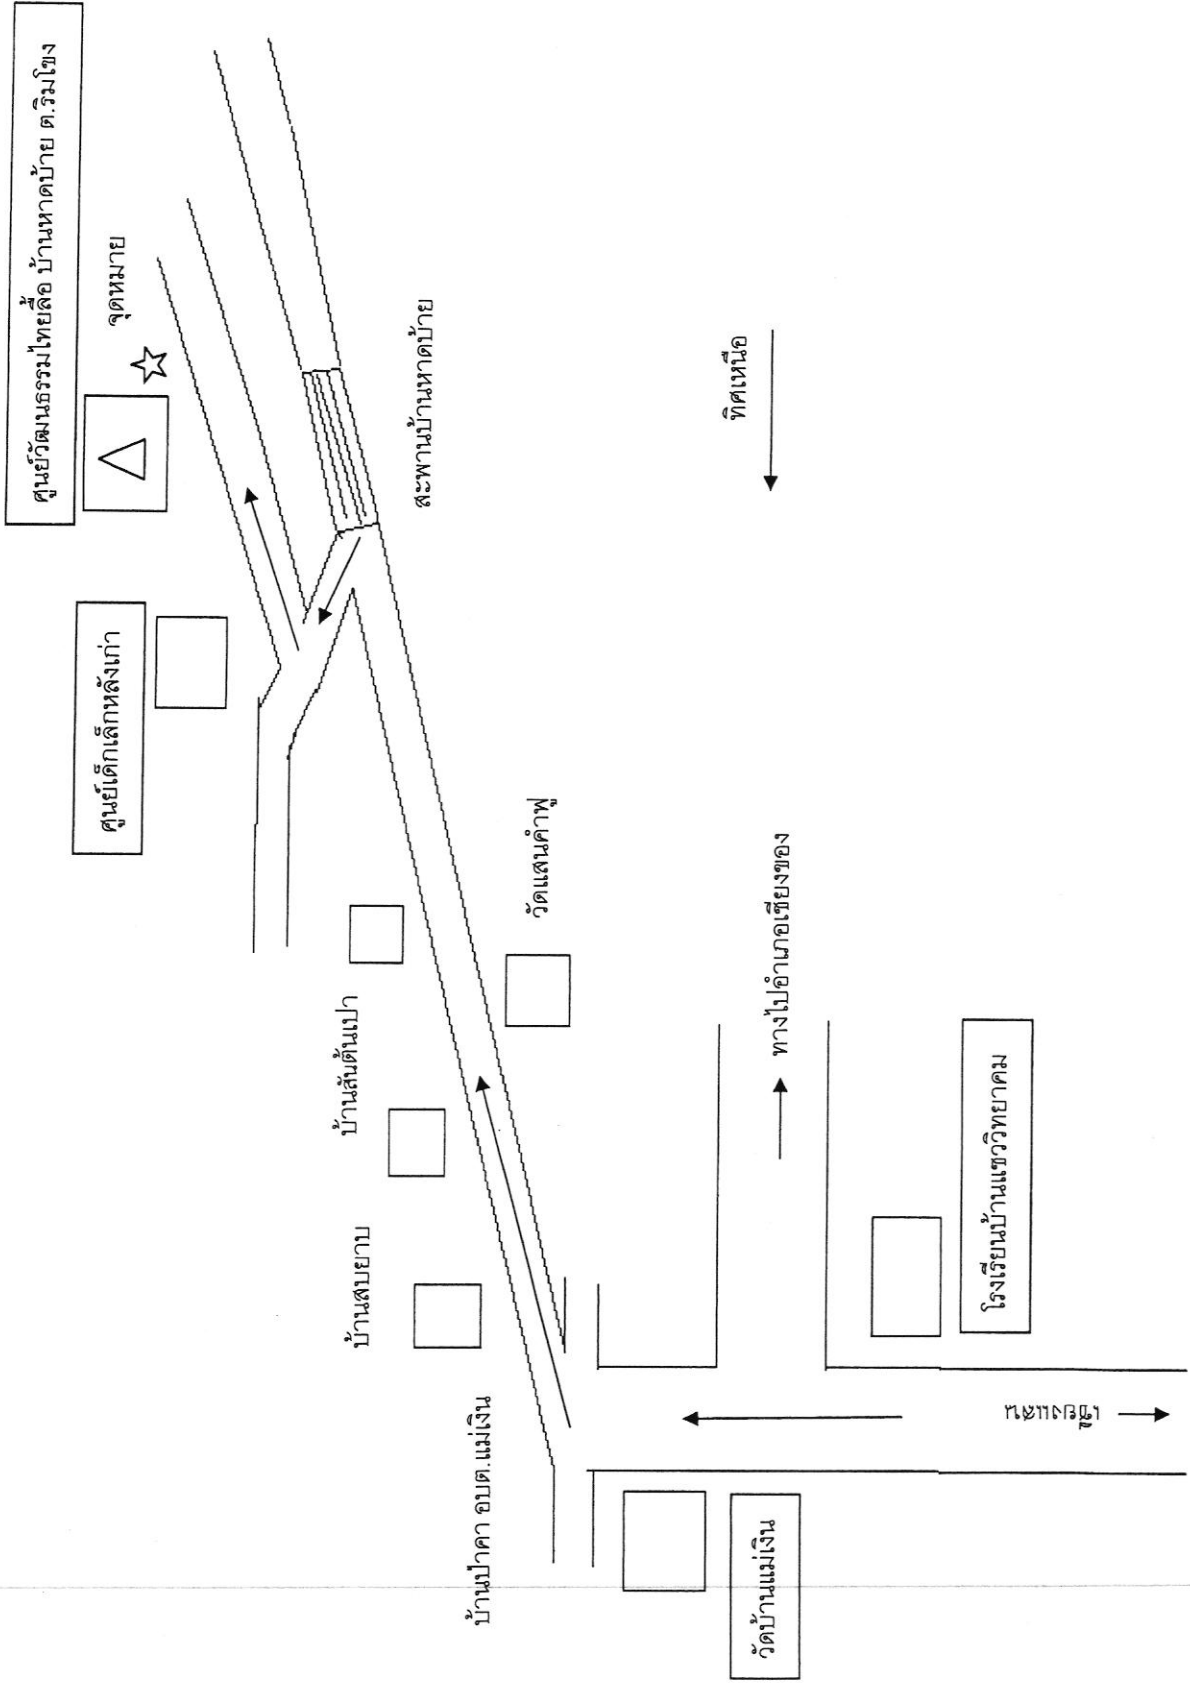 ศูนย์วัฒนธรรมไทยลื้อ บ้านหาดบ้าย ต.ริมโขง
จุดหมาย
ศูนย์เด็กเล็กหลังเก่า
สะพานบ้านหาดบ้าย
บ้านสันต้นเปา
วัดแสนคำฟู
บ้านสบยาบ
บ้านป่าคา อบต.แม่เงิน
ทิศเหนือ
ทางไปอำเภอเชียงของ
วัดบ้านแม่เงิน
โรงเรียนบ้านแซววิทยาคม
เชียงแสน